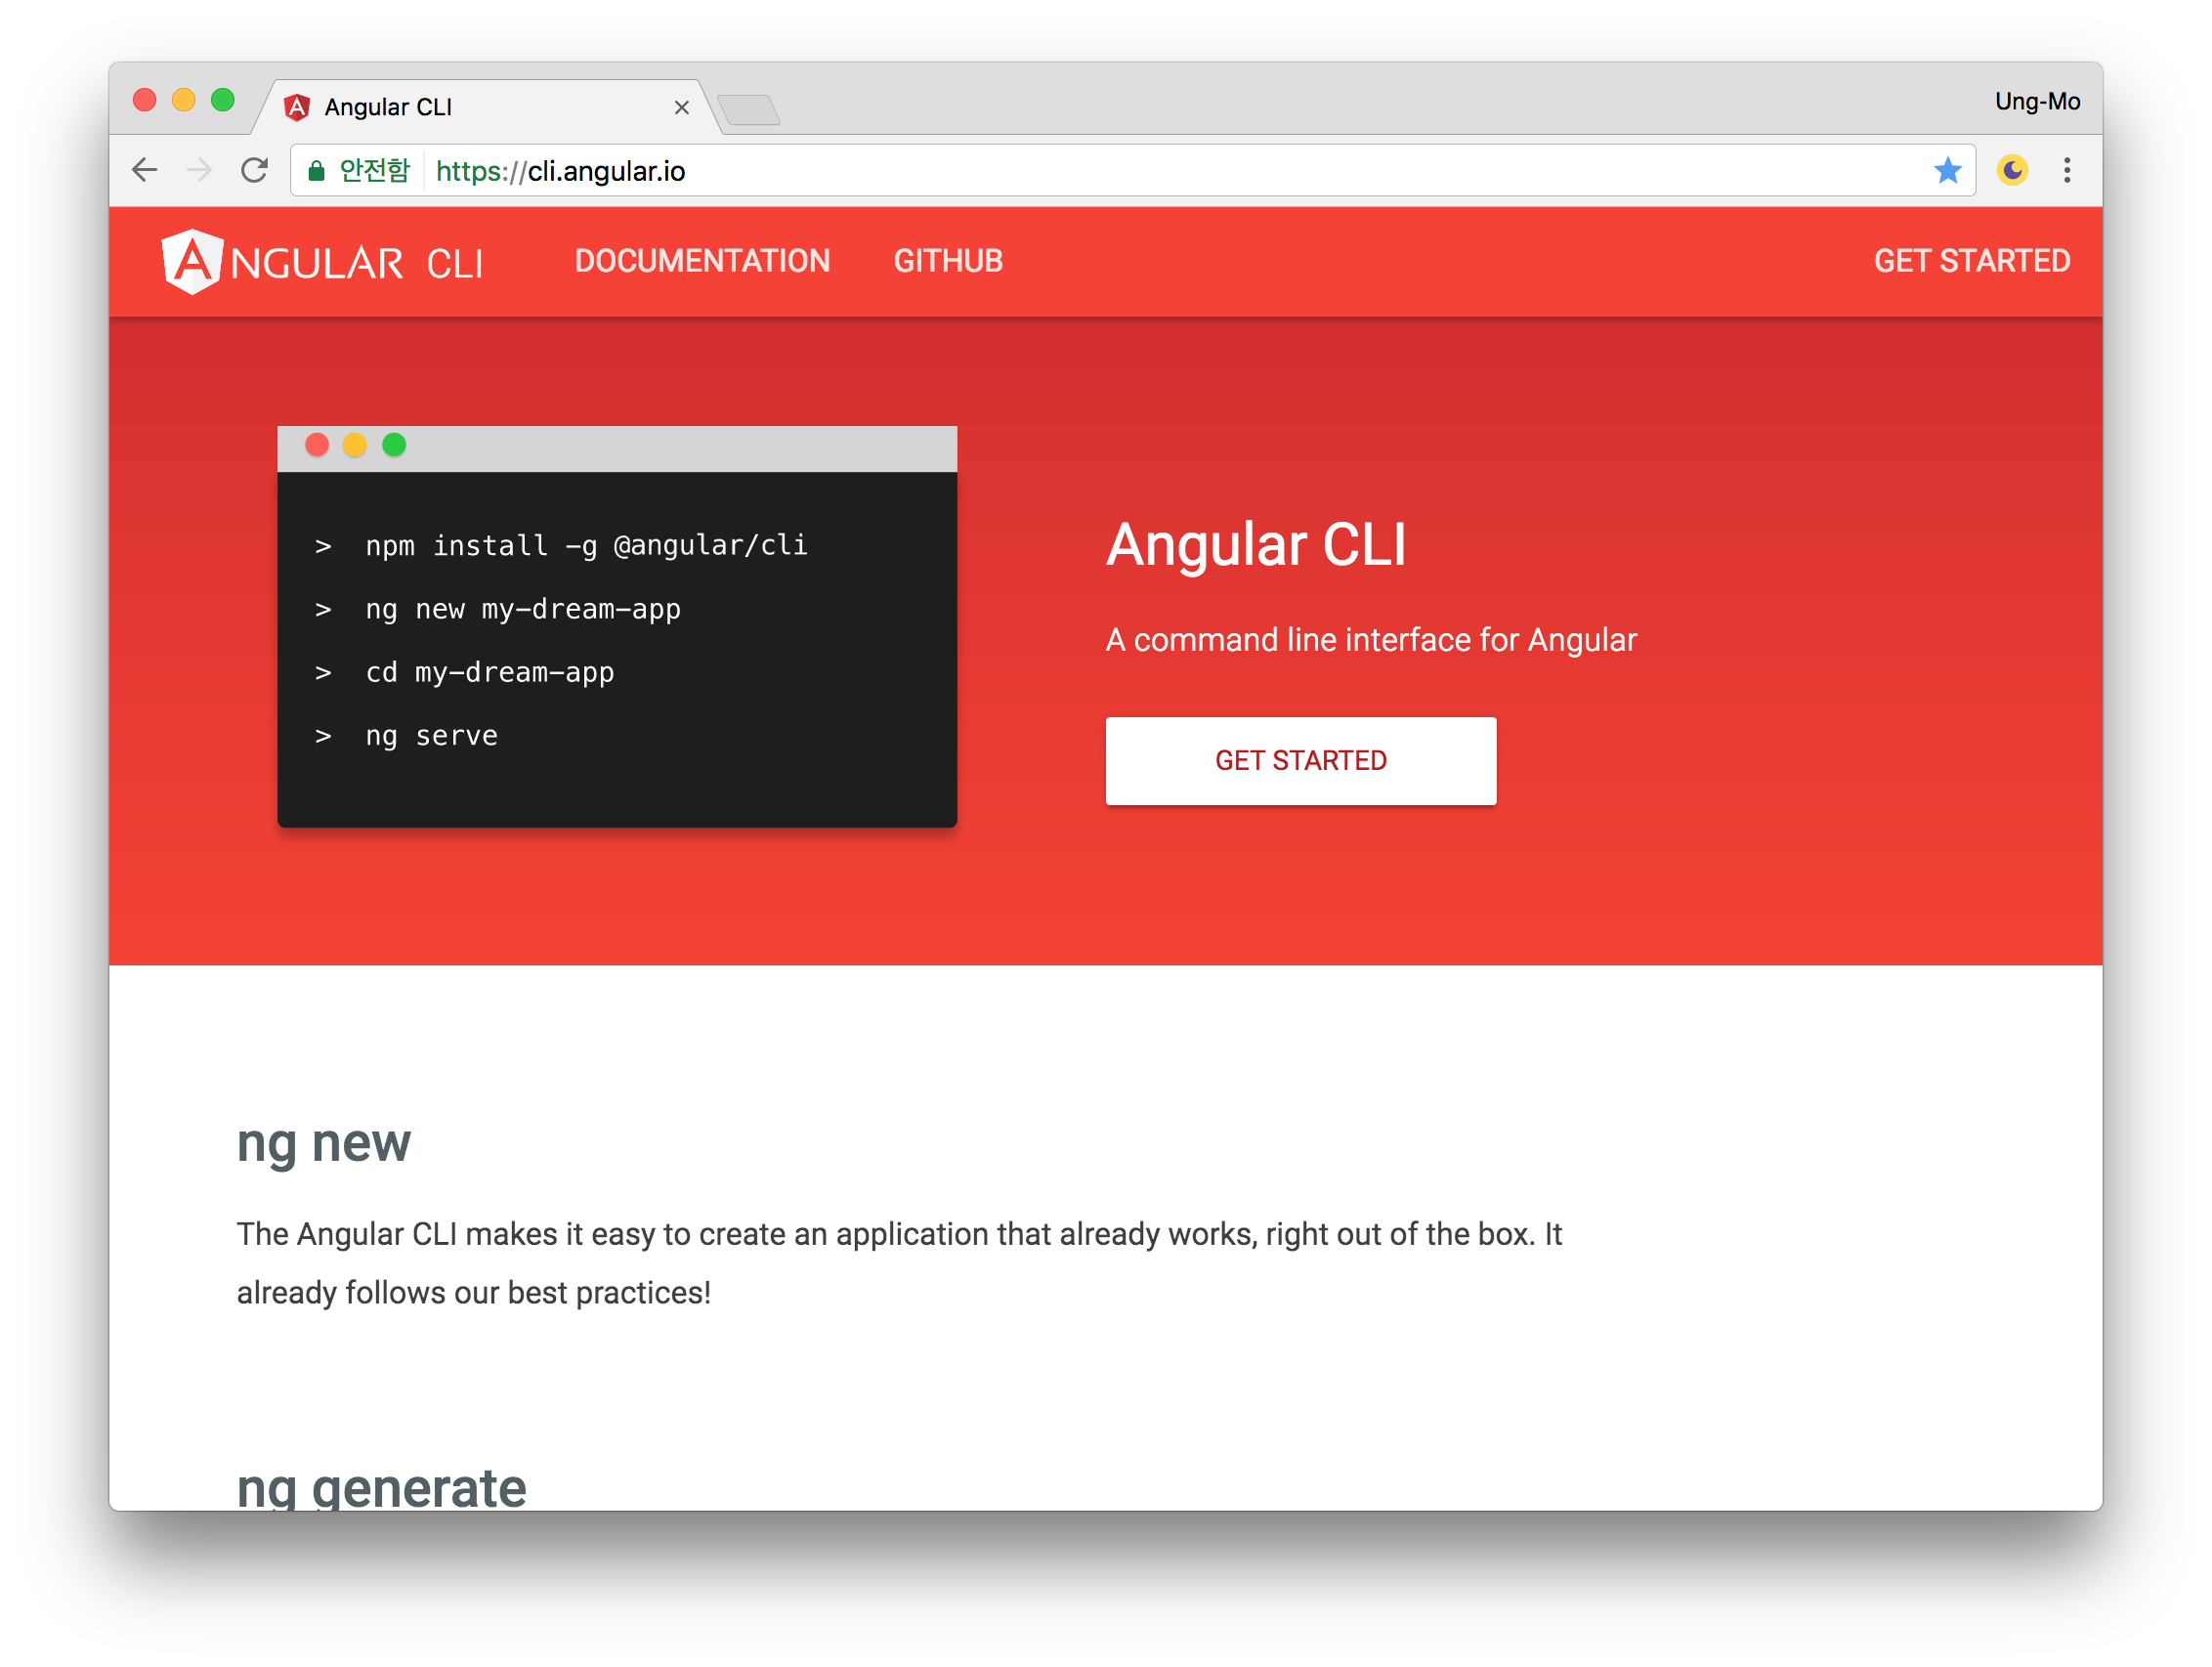 Angular CLI
Ung-Mo
안전함 https://cli.angular.io
ANGULAR CLI DOCUMENTATION GITHUB GET STARTED
> npm install -g @angular/cli
> ng new my-dream-app
> cd my-dream-app
> ng serve
Angular CLI
A command line interface for Angular
GET STARTED
ng new
The Angular CLI makes it easy to create an application that already works, right out of the box. It
already follows our best practices!
ng generate